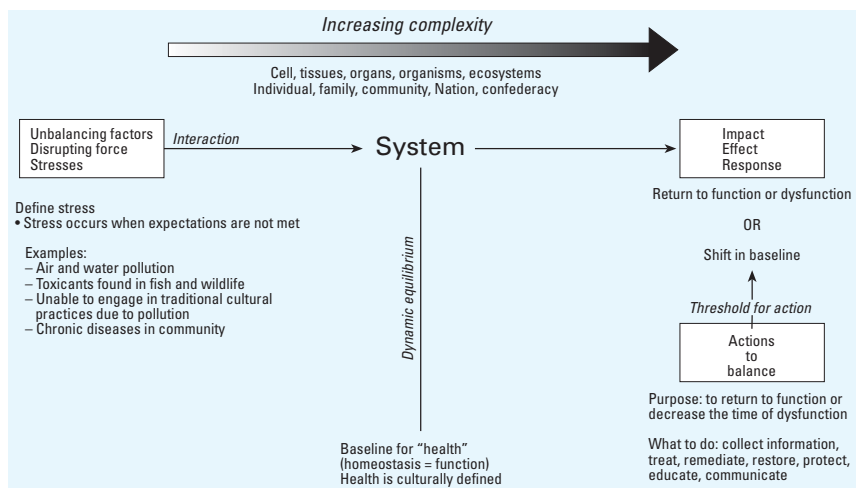 Increasing complexity
Cell, tissues, organs, organisms, ecosystems
Individual, family, community, Nation, confederacy
Unbalancing factors
Disrupting force
Stresses
Interaction
System
Impact
Effect
Response
Define stress
• Stress occurs when expectations are not met
Examples:
– Air and water pollution
– Toxicants found in fish and wildlife
– Unable to engage in traditional cultural
practices due to pollution
– Chronic diseases in community
Dynamic equilibrium
Baseline for “health”
(homeostasis = function)
Health is culturally defined
Return to function or dysfunction
OR
Shift in baseline
Threshold for action
Actions
to
balance
Purpose: to return to function or
decrease the time of dysfunction
What to do: collect information,
treat, remediate, restore, protect,
educate, communicate